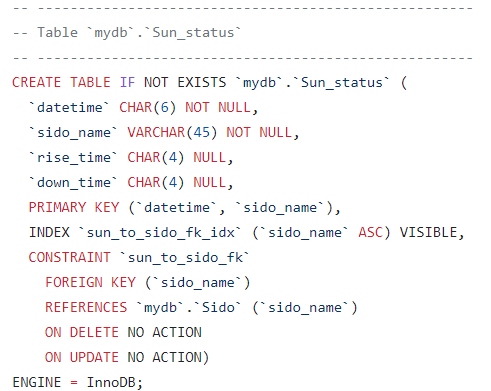 -- -----------------------------------------------------
-- Table `mydb`.`Sun_status`
-- -----------------------------------------------------
CREATE TABLE IF NOT EXISTS `mydb`.`Sun_status` (
  `datetime` CHAR(6) NOT NULL,
  `sido_name` VARCHAR(45) NOT NULL,
  `rise_time` CHAR(4) NULL,
  `down_time` CHAR(4) NULL,
  PRIMARY KEY (`datetime`, `sido_name`),
  INDEX `sun_to_sido_fk_idx` (`sido_name` ASC) VISIBLE,
  CONSTRAINT `sun_to_sido_fk`
    FOREIGN KEY (`sido_name`)
    REFERENCES `mydb`.`Sido` (`sido_name`)
    ON DELETE NO ACTION
    ON UPDATE NO ACTION)
ENGINE = InnoDB;